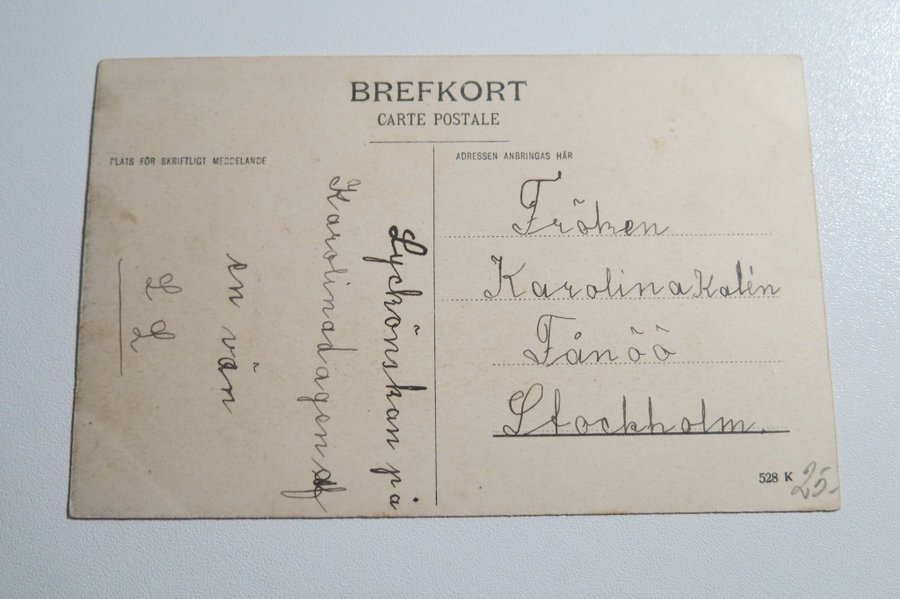 BREFKORT
CARTE POSTALE
PLATS FÖR SKRIFTLIGT MEDDELANDE
ADRESSEN ANBRINGAS HÄR
Lyckönskan på
Karolinadagen af
en vän
L L
Fröken
Karolina Kalén
Fånöö
Stockholm.
528 K
25-